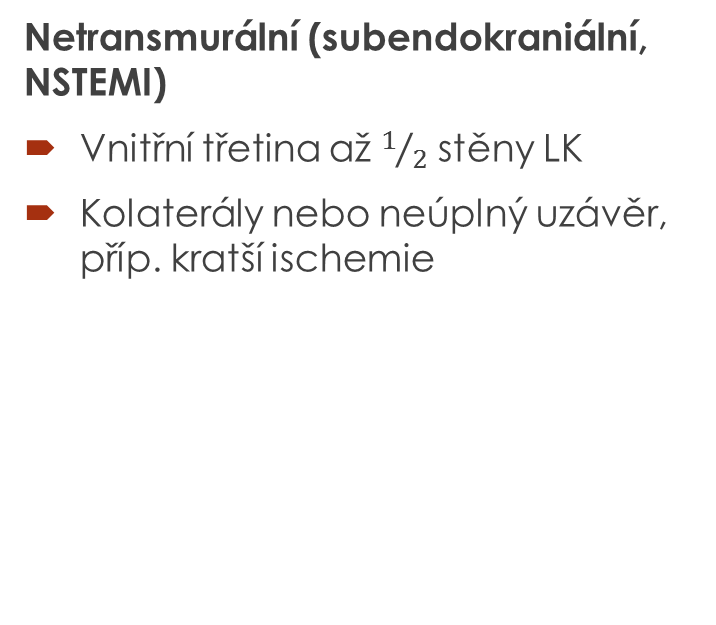 Netransmurální (subendokraniální,
NSTEMI)
Vnitřní třetina až 1/2 stěny LK
Kolaterály nebo neúplný uzávěr,
příp. kratší ischemie